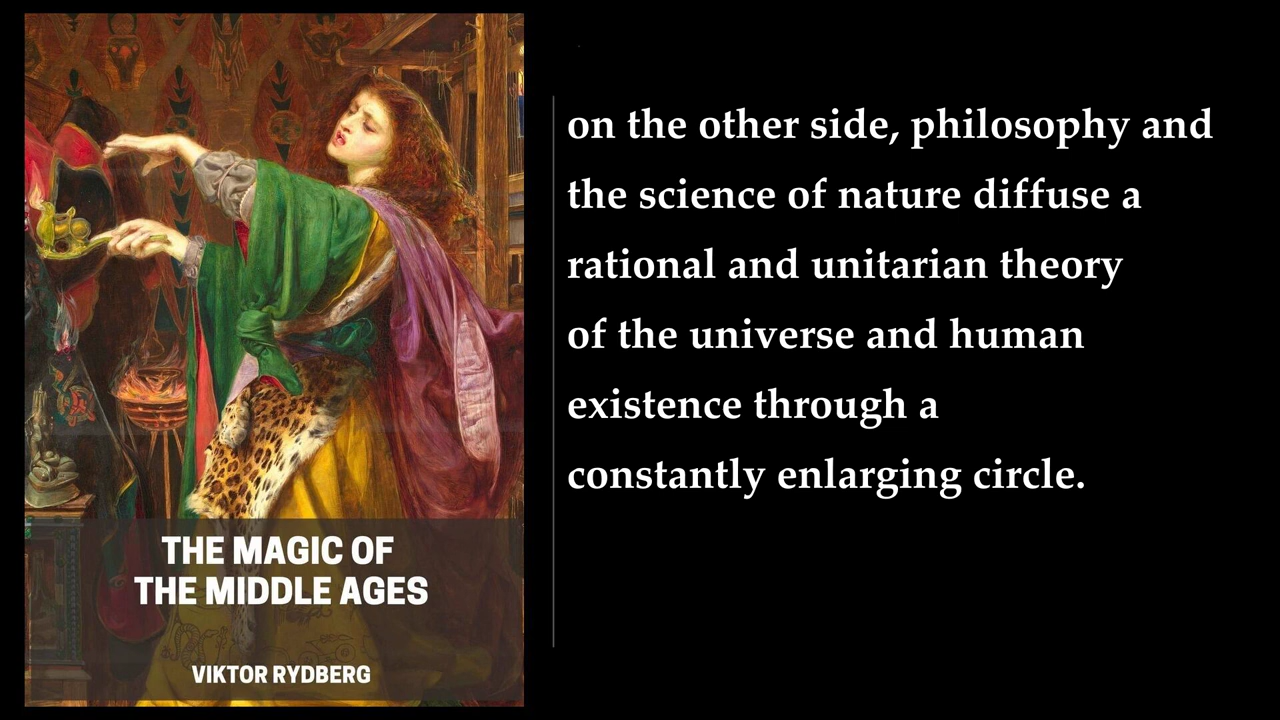 on the other side, philosophy and
the science of nature diffuse a
rational and unitarian theory
of the universe and human
existence through a
constantly enlarging circle.
THE MAGIC OF
THE MIDDLE AGES
VIKTOR RYDBERG